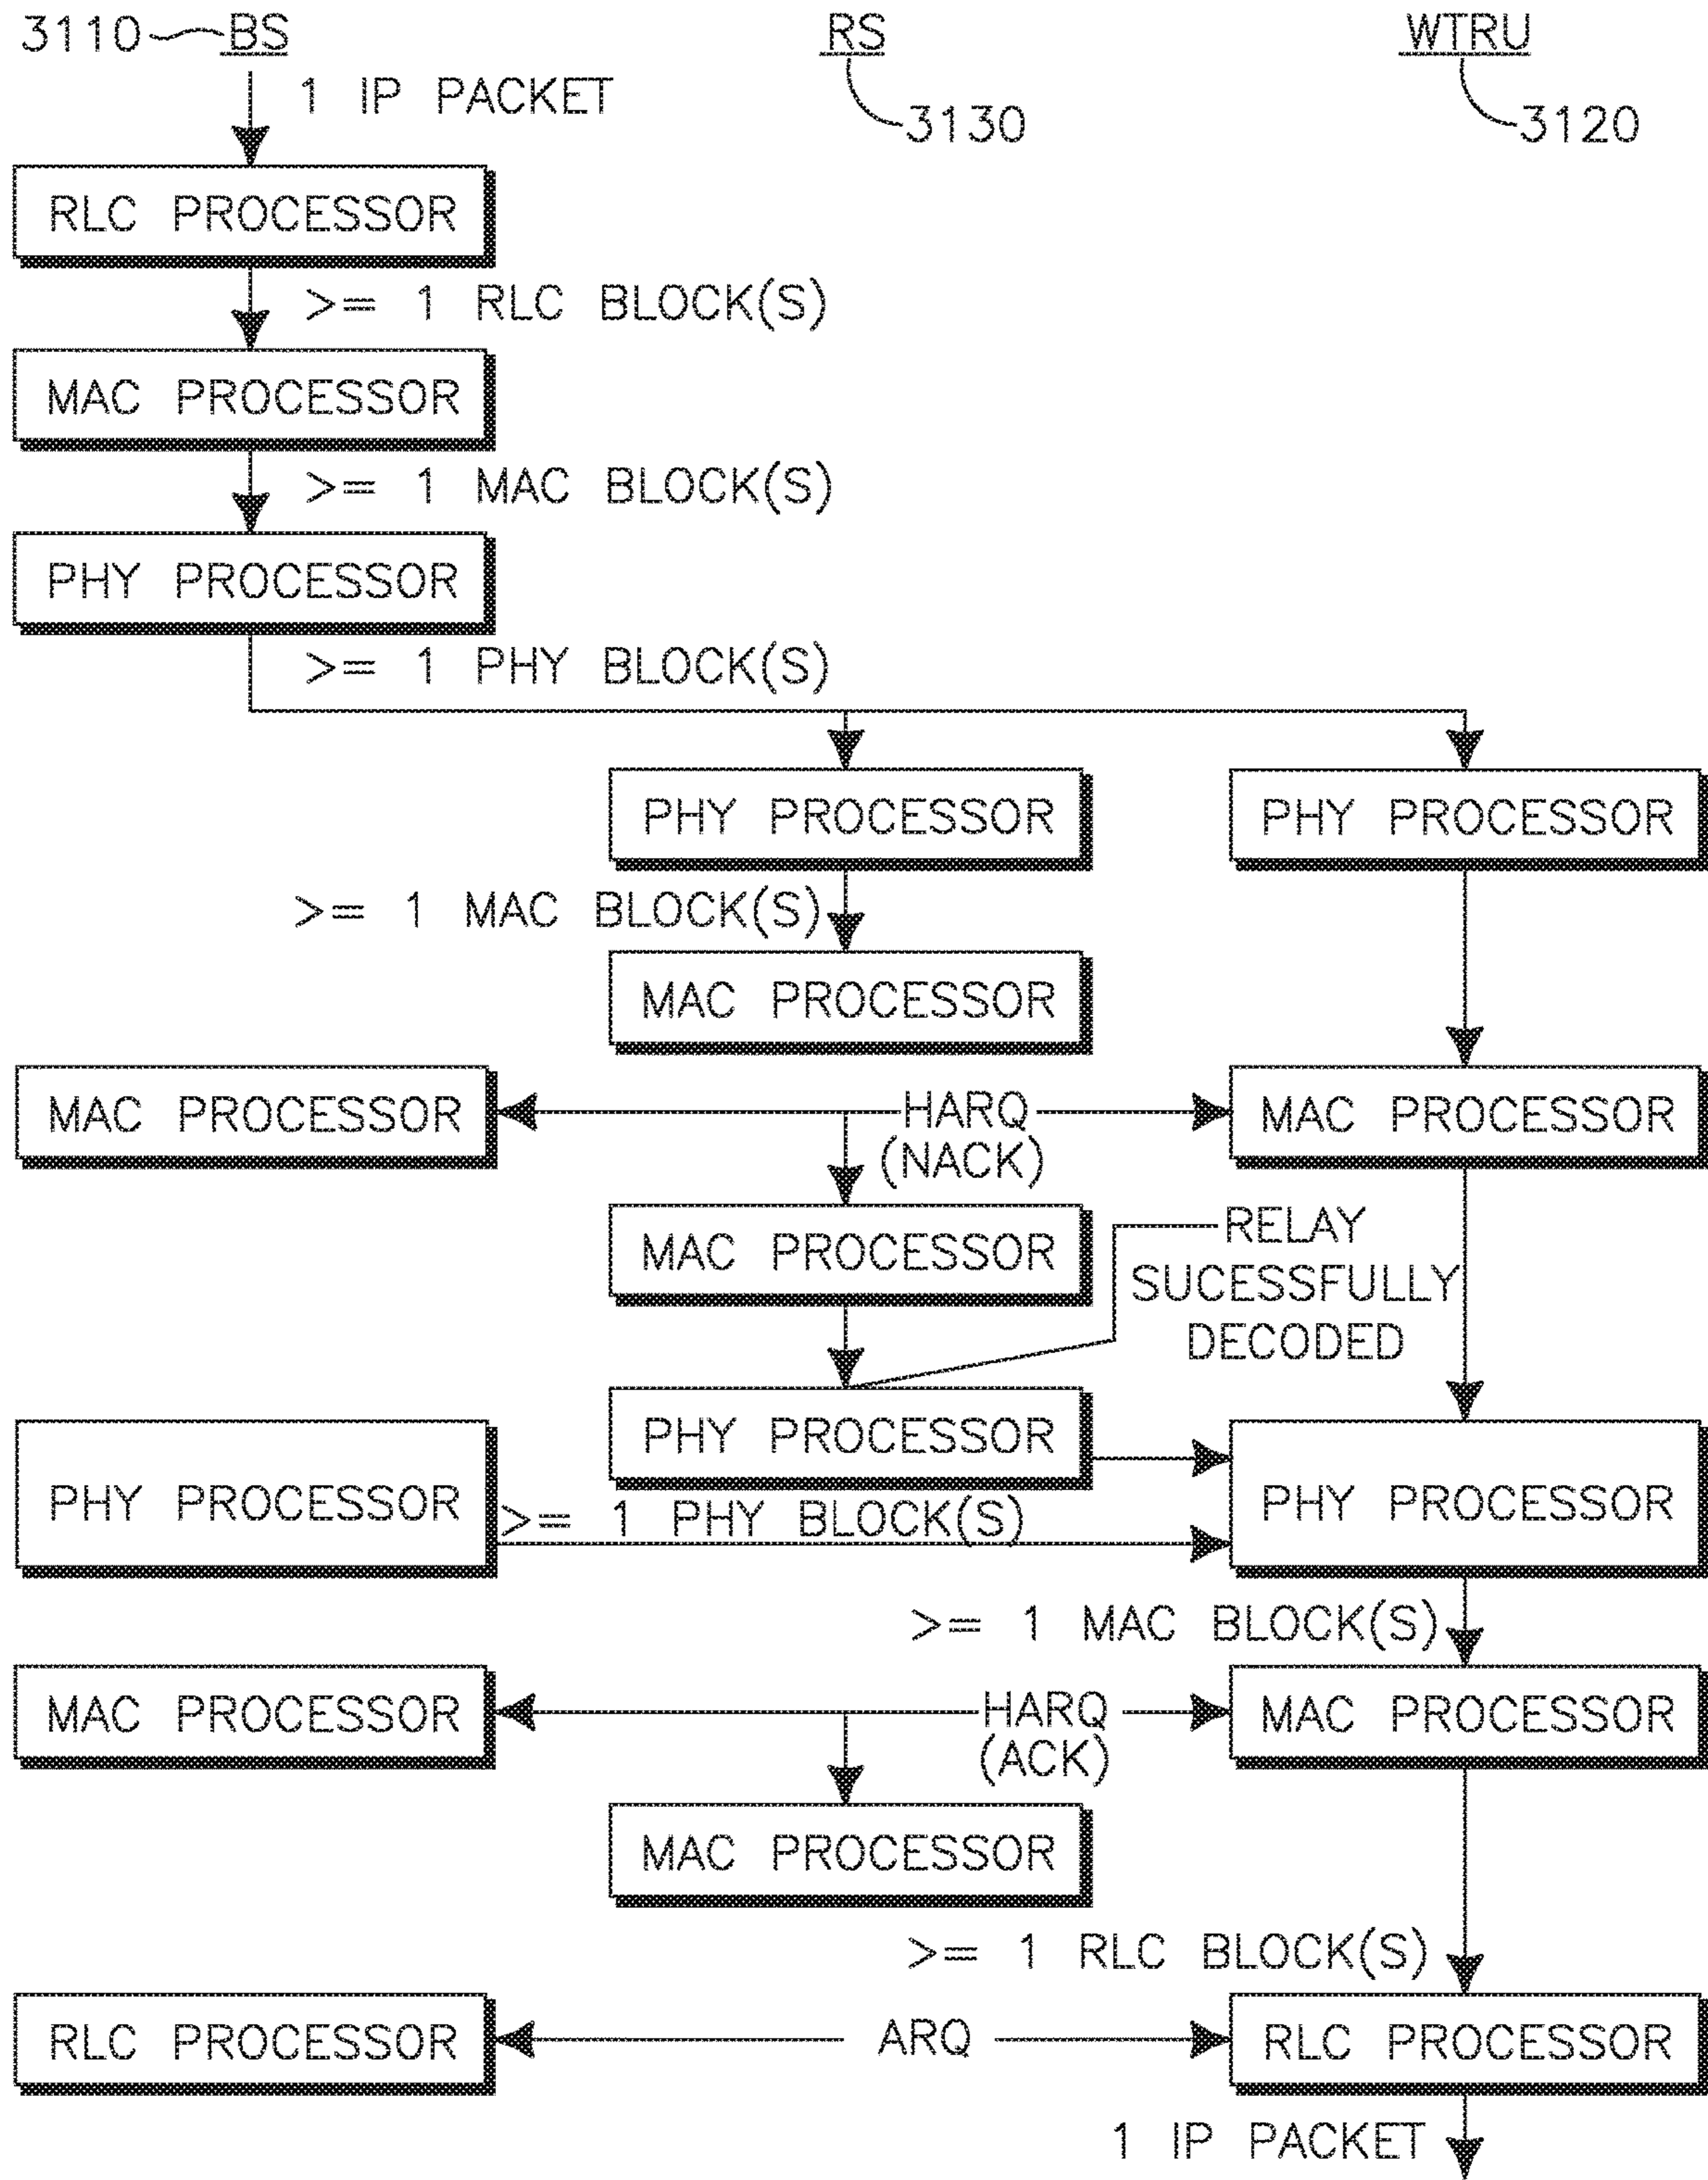 3110 BS RS WTRU
1 IP PACKET
3130 3120
RLC PROCESSOR
>= 1 RLC BLOCK(S)
MAC PROCESSOR
>= 1 MAC BLOCK(S)
PHY PROCESSOR
>= 1 PHY BLOCK(S)
PHY PROCESSOR PHY PROCESSOR
>= 1 MAC BLOCK(S)
MAC PROCESSOR
MAC PROCESSOR HARQ MAC PROCESSOR
(NACK)
MAC PROCESSOR
RELAY
SUCESSFULLY
DECODED
PHY PROCESSOR
PHY PROCESSOR PHY PROCESSOR
>= 1 PHY BLOCK(S)
>= 1 MAC BLOCK(S)
MAC PROCESSOR HARQ MAC PROCESSOR
(ACK)
MAC PROCESSOR
>= 1 RLC BLOCK(S)
RLC PROCESSOR ARQ RLC PROCESSOR
1 IP PACKET